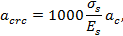 a_crc = 1000 σ_s/E_s a_c,